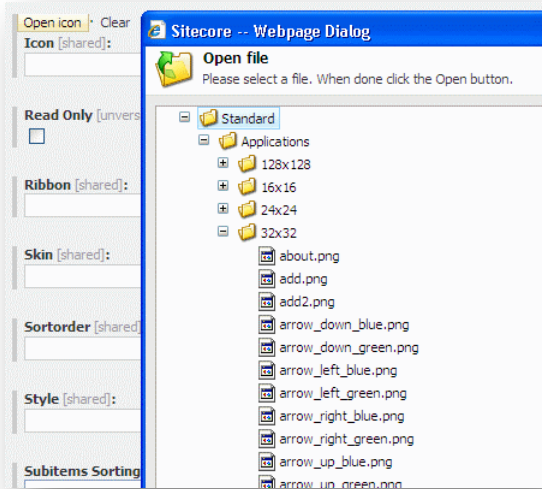 Open icon · Clear
Icon [shared]:
Read Only [unvers
Ribbon [shared]:
Skin [shared]:
Sortorder [shared]
Style [shared]:
Subitems Sorting
Sitecore -- Webpage Dialog
Open file
Please select a file. When done click the Open button.
Standard
Applications
128x128
16x16
24x24
32x32
about.png
add.png
add2.png
arrow_down_blue.png
arrow_down_green.png
arrow_left_blue.png
arrow_left_green.png
arrow_right_blue.png
arrow_right_green.png
arrow_up_blue.png
arrow_up_green.png